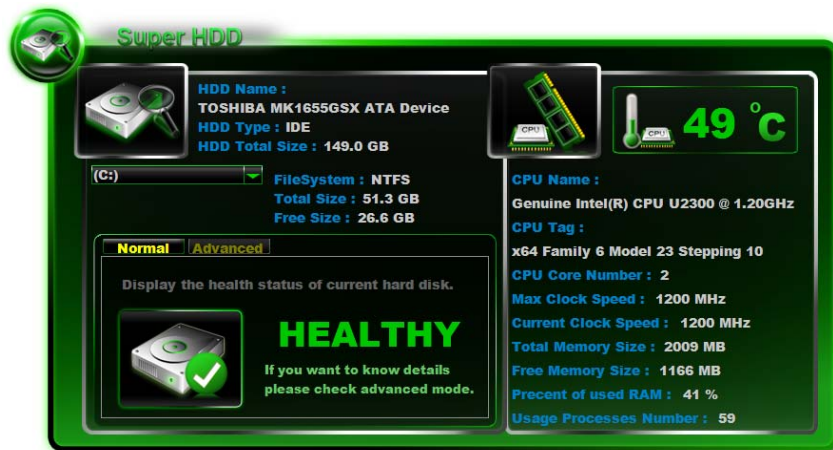 Super HDD
HDD Name :
TOSHIBA MK1655GSX ATA Device
HDD Type : IDE
HDD Total Size : 149.0 GB
(C:)
FileSystem : NTFS
Total Size : 51.3 GB
Free Size : 26.6 GB
Normal Advanced
Display the health status of current hard disk.
HEALTHY
If you want to know details
please check advanced mode.
CPU
CPU
49 °C
CPU Name :
Genuine Intel(R) CPU U2300 @ 1.20GHz
CPU Tag :
x64 Family 6 Model 23 Stepping 10
CPU Core Number : 2
Max Clock Speed : 1200 MHz
Current Clock Speed : 1200 MHz
Total Memory Size : 2009 MB
Free Memory Size : 1166 MB
Precent of used RAM : 41 %
Usage Processes Number : 59